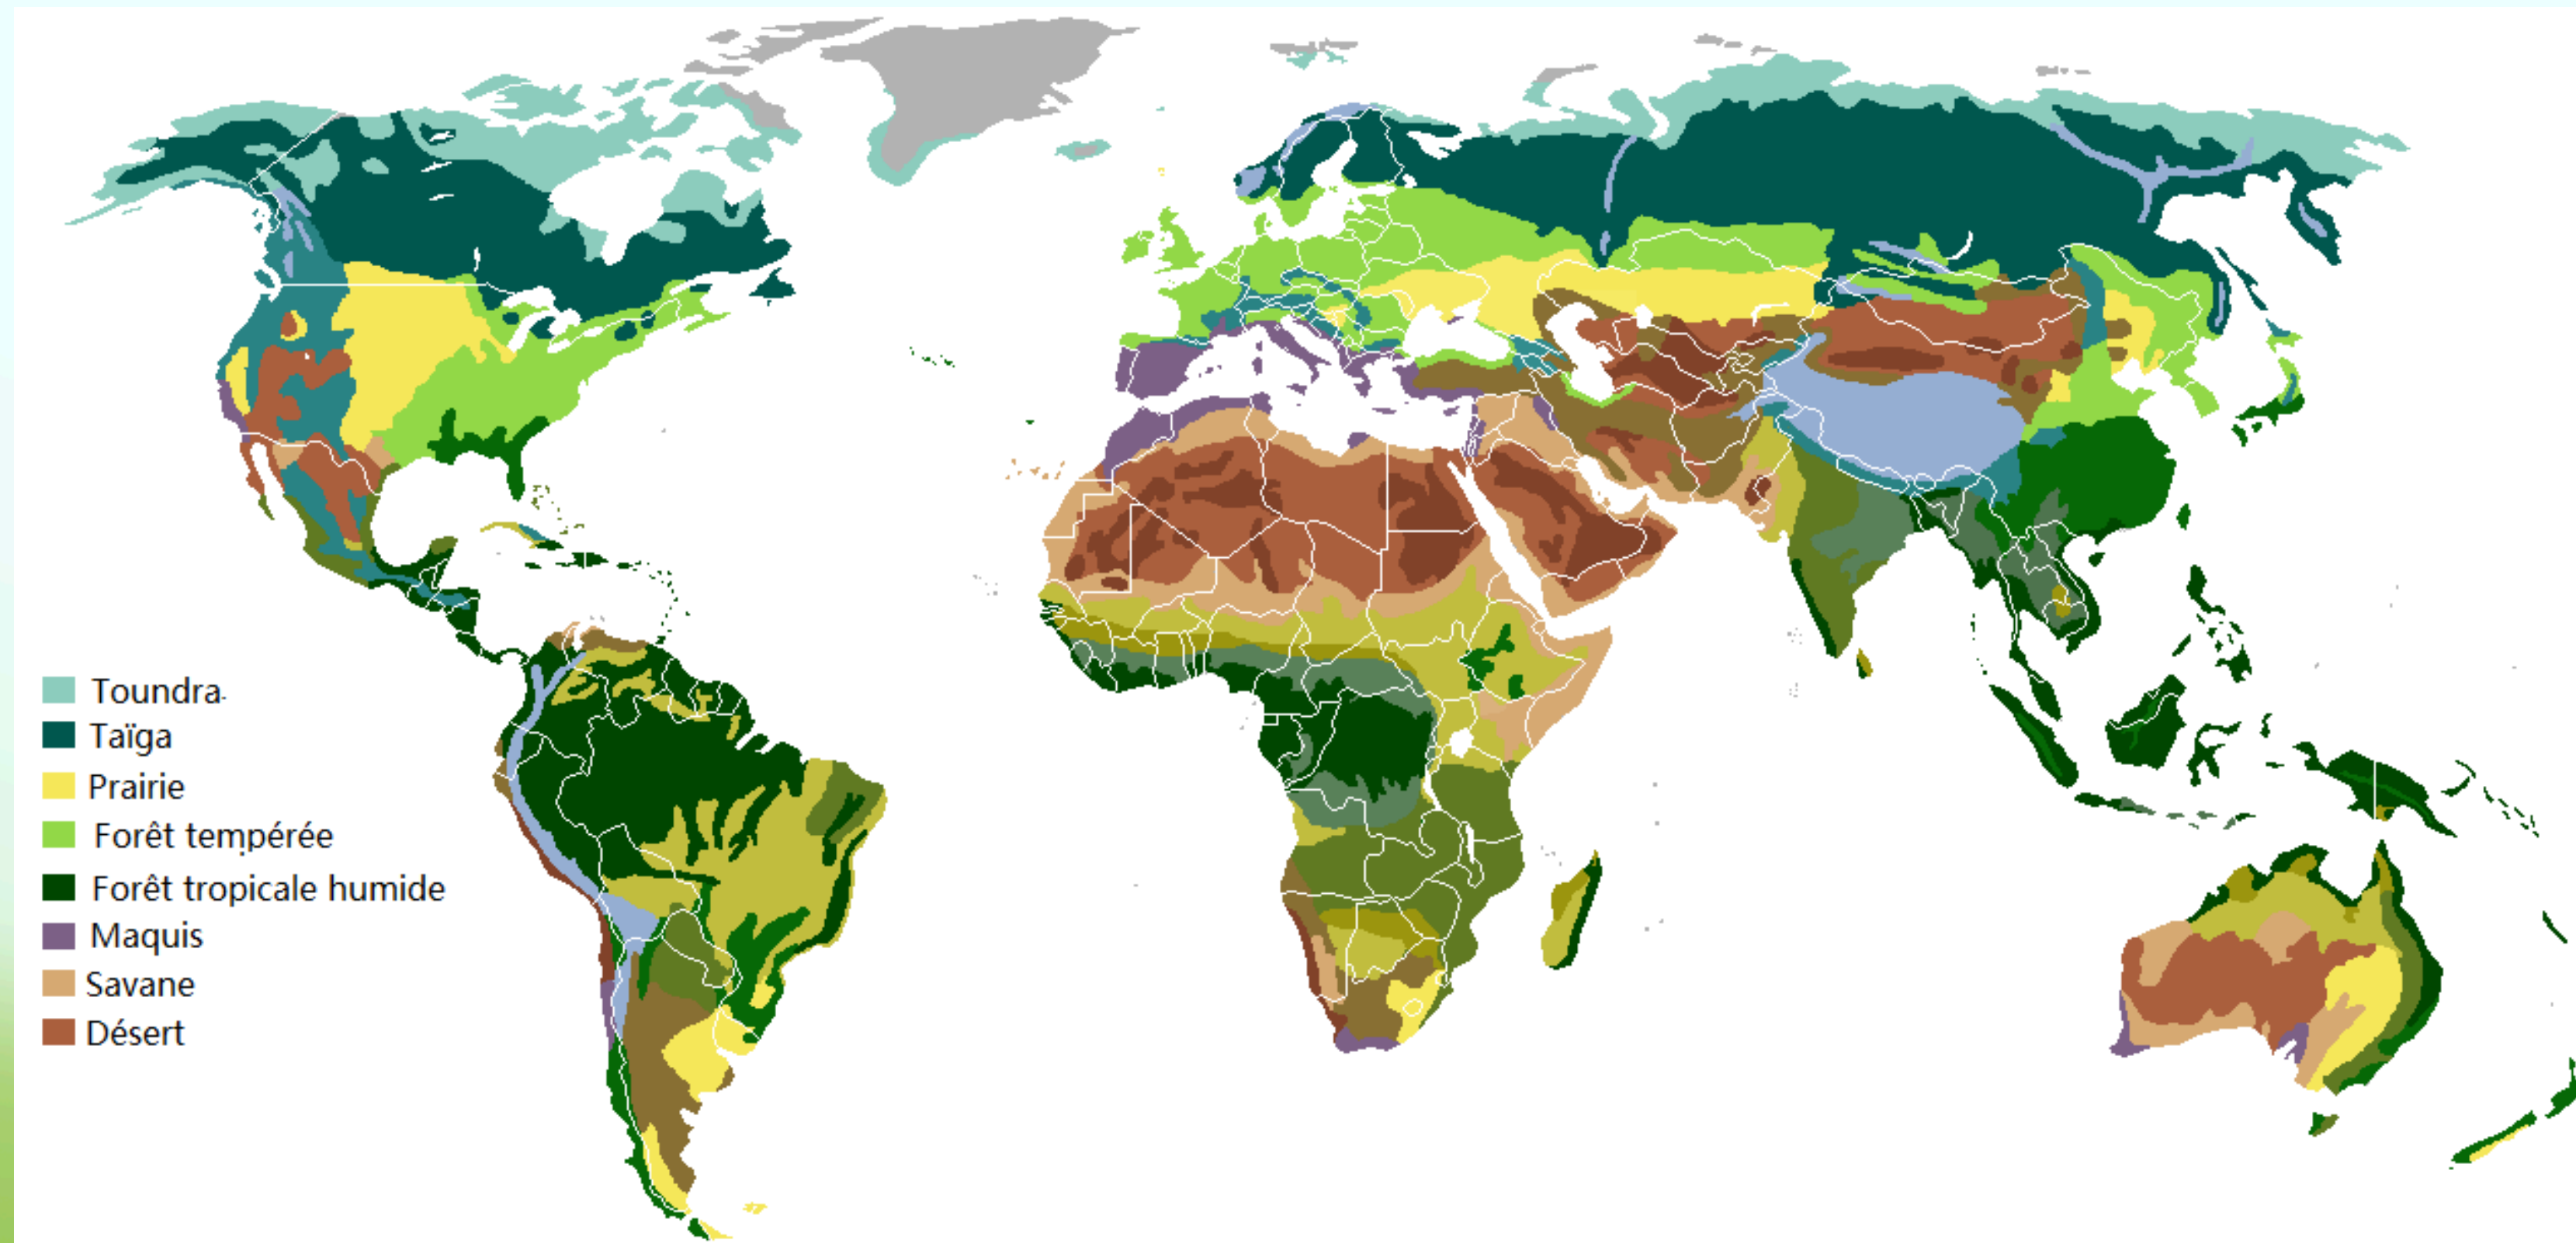 Toundra
Taïga
Prairie
Forêt tempérée
Forêt tropicale humide
Maquis
Savane
Désert